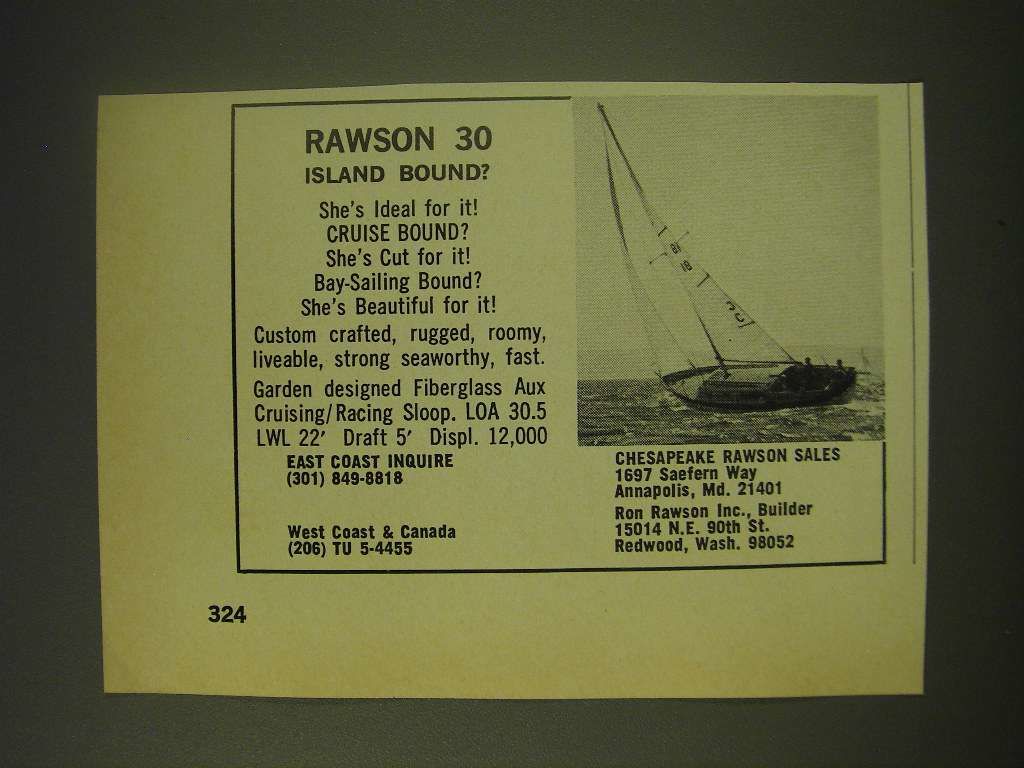 RAWSON 30
ISLAND BOUND?
She's Ideal for it!
CRUISE BOUND?
She's Cut for it!
Bay-Sailing Bound?
She's Beautiful for it!
Custom crafted, rugged, roomy,
liveable, strong seaworthy, fast.
Garden designed Fiberglass Aux
Cruising/Racing Sloop. LOA 30.5
LWL 22' Draft 5' Displ. 12,000
EAST COAST INQUIRE
(301) 849-8818
West Coast & Canada
(206) TU 5-4455
CHESAPEAKE RAWSON SALES
1697 Saefern Way
Annapolis, Md. 21401
Ron Rawson Inc., Builder
15014 N.E. 90th St.
Redwood, Wash. 98052
324